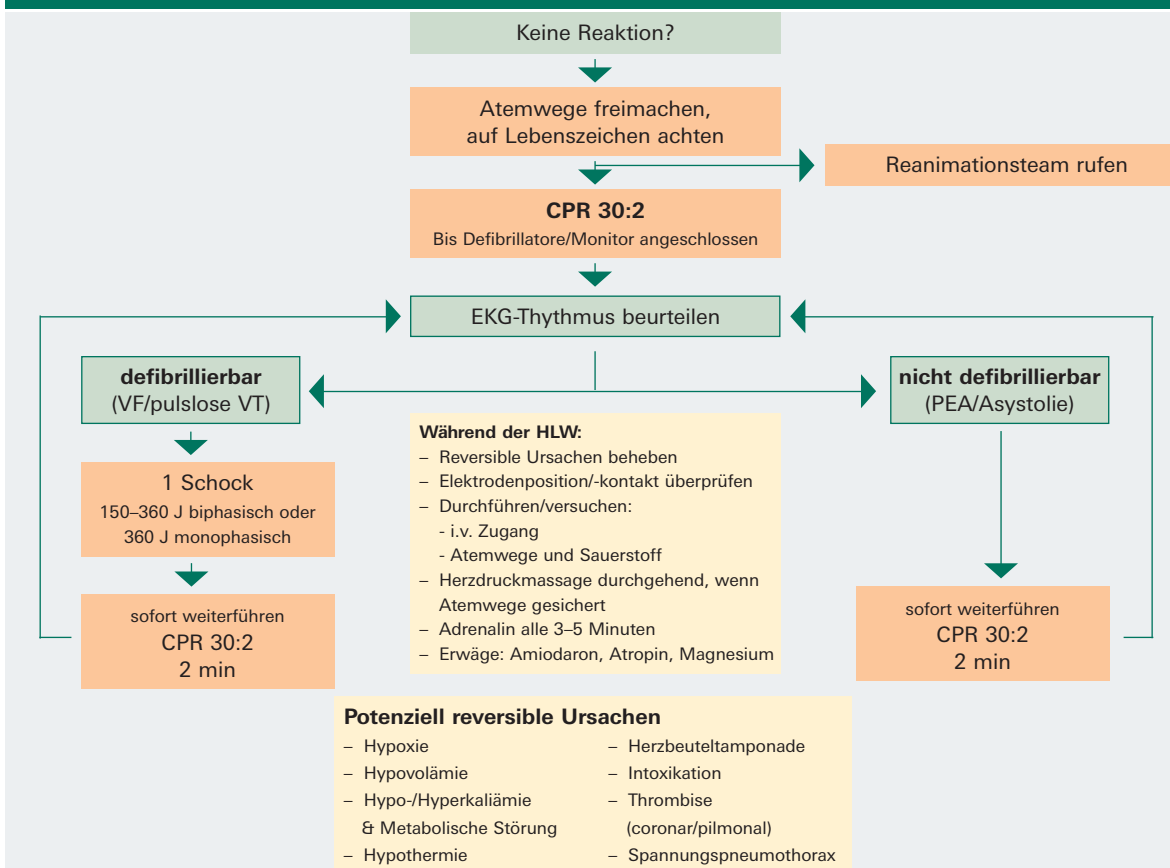 Keine Reaktion?
Atemwege freimachen,
auf Lebenszeichen achten
Reanimationsteam rufen
CPR 30:2
Bis Defibrillatore/Monitor angeschlossen
EKG-Thythmus beurteilen
defibrillierbar
(VF/pulslose VT)
nicht defibrillierbar
(PEA/Asystolie)
1 Schock
150–360 J biphasisch oder
360 J monophasisch
sofort weiterführen
CPR 30:2
2 min
Während der HLW:
– Reversible Ursachen beheben
– Elektrodenposition/-kontakt überprüfen
– Durchführen/versuchen:
- i.v. Zugang
- Atemwege und Sauerstoff
– Herzdruckmassage durchgehend, wenn
Atemwege gesichert
– Adrenalin alle 3–5 Minuten
– Erwäge: Amiodaron, Atropin, Magnesium
sofort weiterführen
CPR 30:2
2 min
Potenziell reversible Ursachen
– Hypoxie
– Hypovolämie
– Hypo-/Hyperkaliämie
& Metabolische Störung
– Hypothermie
– Herzbeuteltamponade
– Intoxikation
– Thrombise
(coronar/pilmonal)
– Spannungspneumothorax